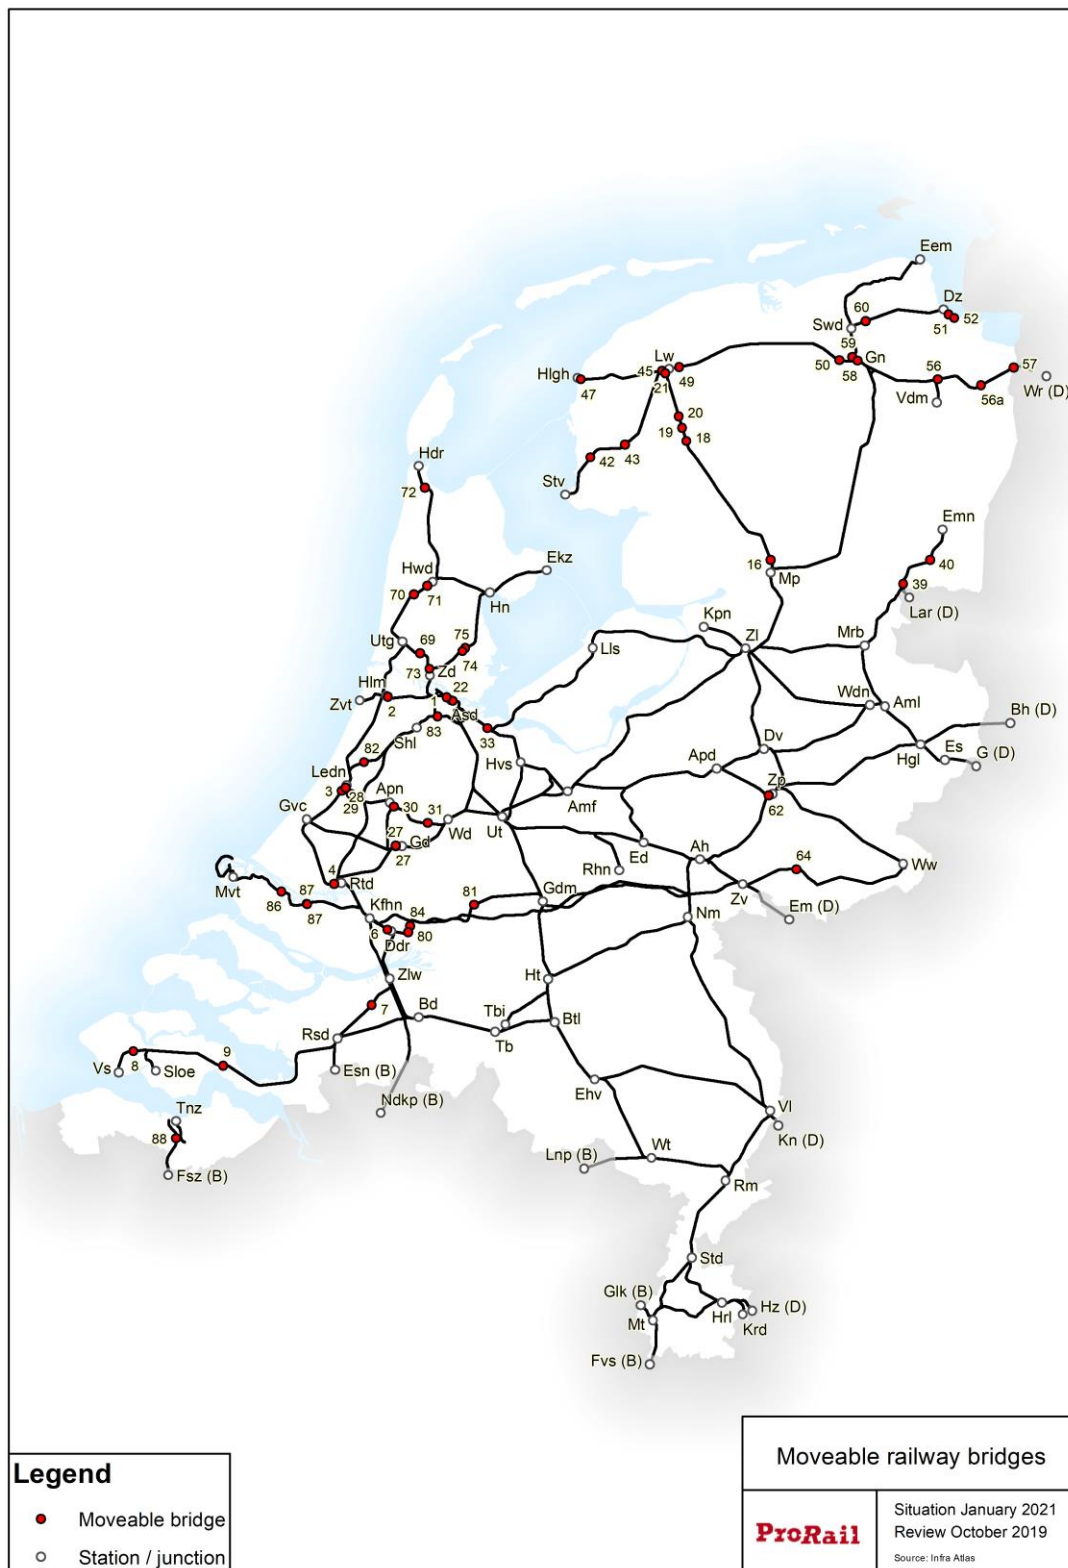 Eem
Dz
60
52
51
Swd
59
Gn
50
58
56
57
56a
Wr (D)
Vdm
Lw
45
49
21
Hlgh
47
20
19
18
42
43
Stv
Hdr
72
Emn
40
39
Lar (D)
16
Mp
Ekz
Hwd
70
71
Hn
Kpn
Zl
Mrb
Utg
69
75
74
Lls
73
Zd
Hlm
22
1
Zvt
2
Asd
83
33
Shl
Wdn
Aml
Bh (D)
Es
G (D)
Hgl
Dv
Apd
Zp
62
82
Hvs
Ledn
3
28
29
Apn
30
31
Amf
Gvc
27
Gd
27
Wd
Ut
Ed
Rhn
Ah
64
Ww
Zv
Em (D)
4
Rtd
Mvt
87
86
87
Kfhn
84
81
Gdm
6
80
Ddr
Nm
Zlw
Ht
7
Bd
Tbi
Btl
Tb
Rsd
Esn (B)
Ndkp (B)
Vs
8
Sloe
9
Tnz
88
Fsz (B)
Ehv
Vl
Kn (D)
Lnp (B)
Wt
Rm
Std
Glk (B)
Mt
Hrl
Hz (D)
Krd
Fvs (B)
Legend
Moveable bridge
Station / junction
Moveable railway bridges
ProRail
Situation January 2021
Review October 2019
Source: Infra Atlas